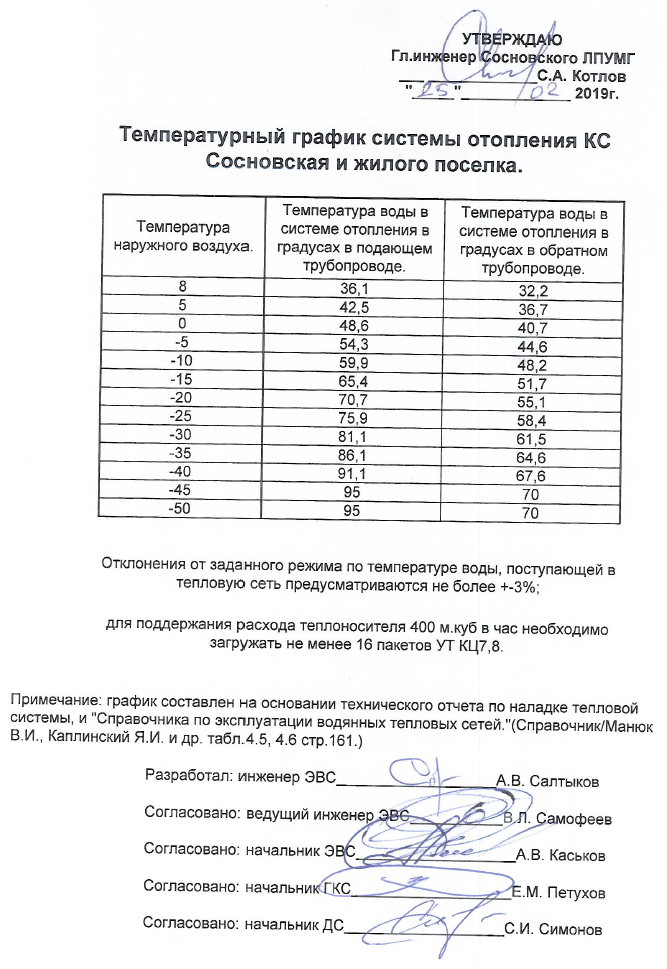 УТВЕРЖДАЮ
Гл.инженер Сосновского ЛПУМГ
С.А. Котлов
"25" 02 2019г.
Температурный график системы отопления КС
Сосновская и жилого поселка.
Температура наружного воздуха. Температура воды в системе отопления в градусах в подающем трубопроводе. Температура воды в системе отопления в градусах в обратном трубопроводе.
8 36,1 32,2
5 42,5 36,7
0 48,6 40,7
-5 54,3 44,6
-10 59,9 48,2
-15 65,4 51,7
-20 70,7 55,1
-25 75,9 58,4
-30 81,1 61,5
-35 86,1 64,6
-40 91,1 67,6
-45 95 70
-50 95 70
Отклонения от заданного режима по температуре воды, поступающей в
тепловую сеть предусматриваются не более +-3%;
для поддержания расхода теплоносителя 400 м.куб в час необходимо
загружать не менее 16 пакетов УТ КЦ7,8.
Примечание: график составлен на основании технического отчета по наладке тепловой
системы, и "Справочника по эксплуатации водянных тепловых сетей."(Справочник/Манюк
В.И., Каплинский Я.И. и др. табл.4.5, 4.6 стр.161.)
Разработал: инженер ЭВС А.В. Салтыков
Согласовано: ведущий инженер ЭВС В.Л. Самофеев
Согласовано: начальник ЭВС А.В. Каськов
Согласовано: начальник ГКС Е.М. Петухов
Согласовано: начальник ДС С.И. Симонов